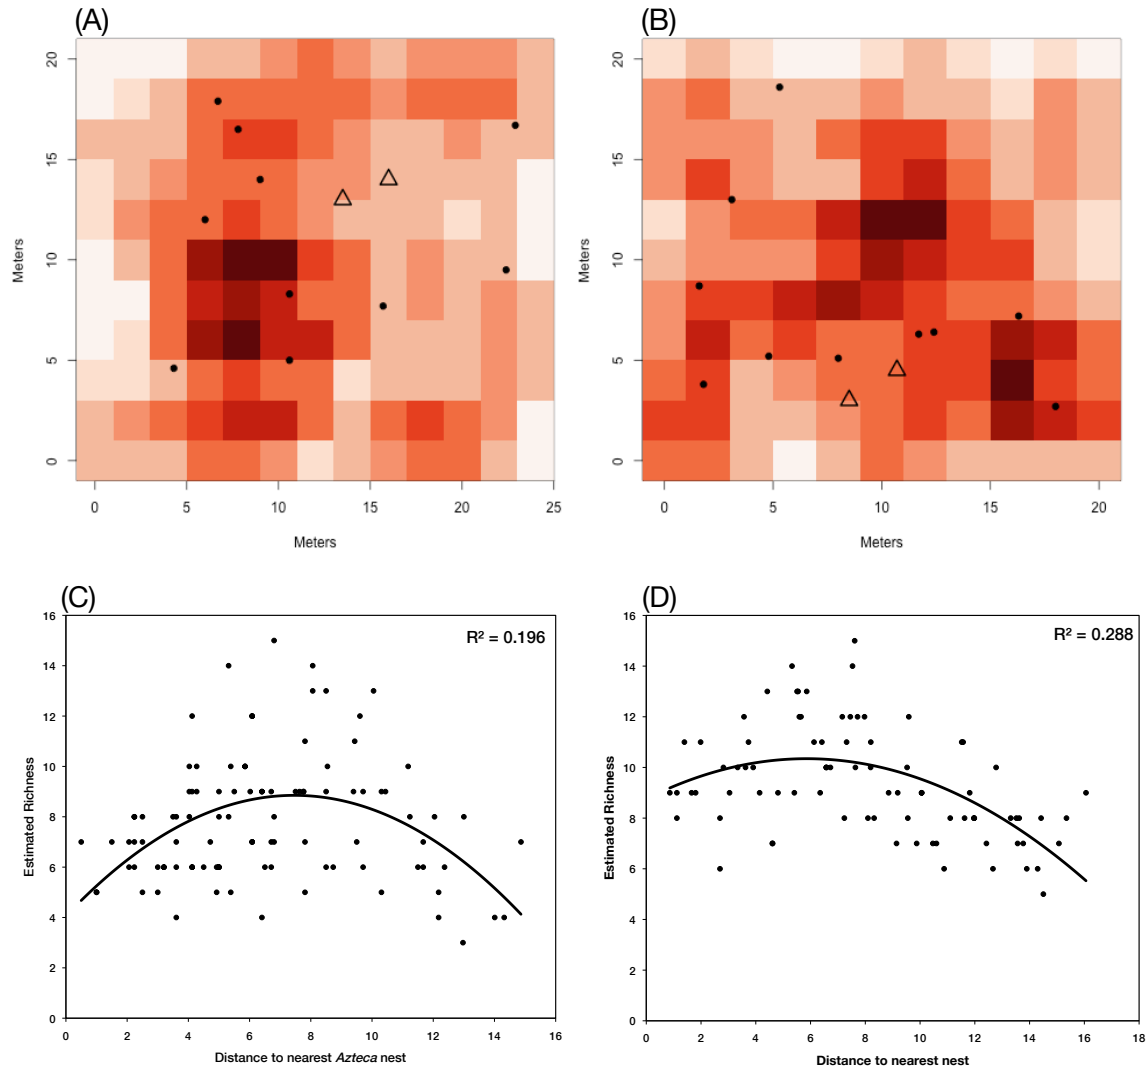 (A)
(B)
20
15
10
5
0
Meters
0 5 10 15 20 25
Meters
20
15
10
5
0
Meters
0 5 10 15 20
Meters
(C)
(D)
R² = 0.196
16
14
12
10
8
6
4
2
0
Estimated Richness
0 2 4 6 8 10 12 14 16
Distance to nearest Azteca nest
R² = 0.288
16
14
12
10
8
6
4
2
0
Estimated Richness
0 2 4 6 8 10 12 14 16 18
Distance to nearest nest